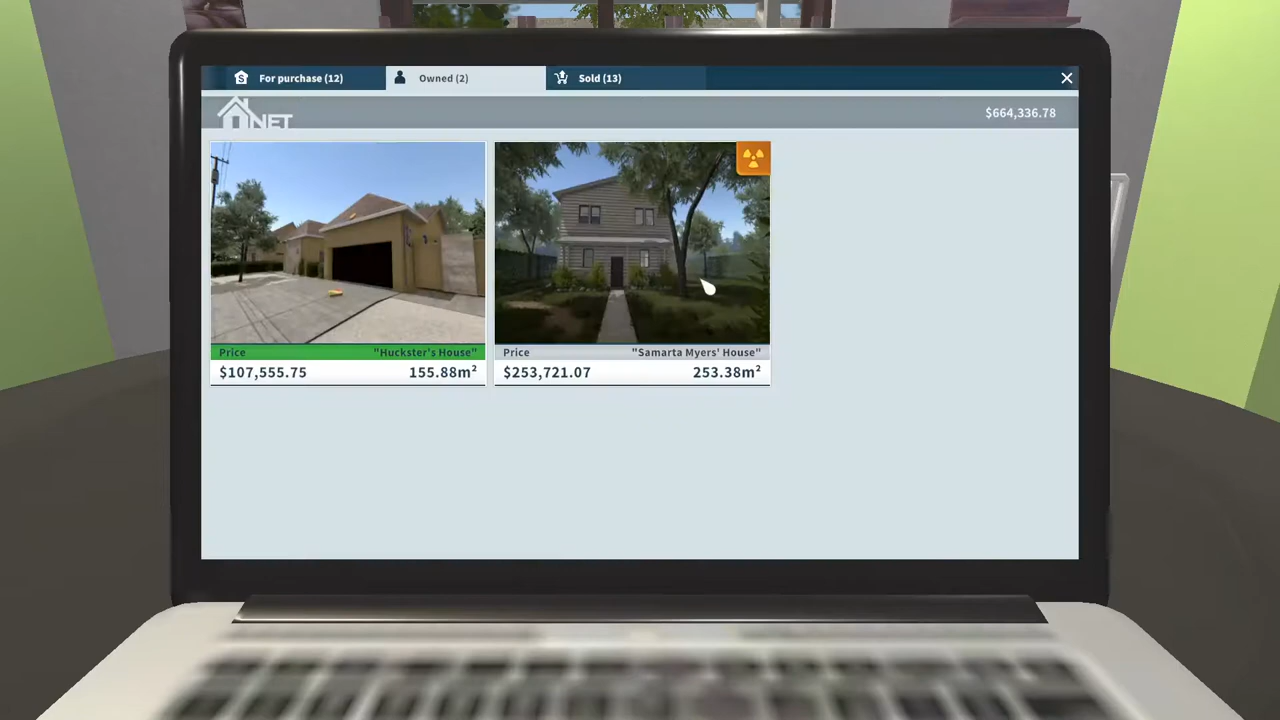 For purchase (12)
Owned (2)
Sold (13)
NET
$664,336.78
Price "Huckster's House"
$107,555.75 155.88m²
Price "Samarta Myers' House"
$253,721.07 253.38m²